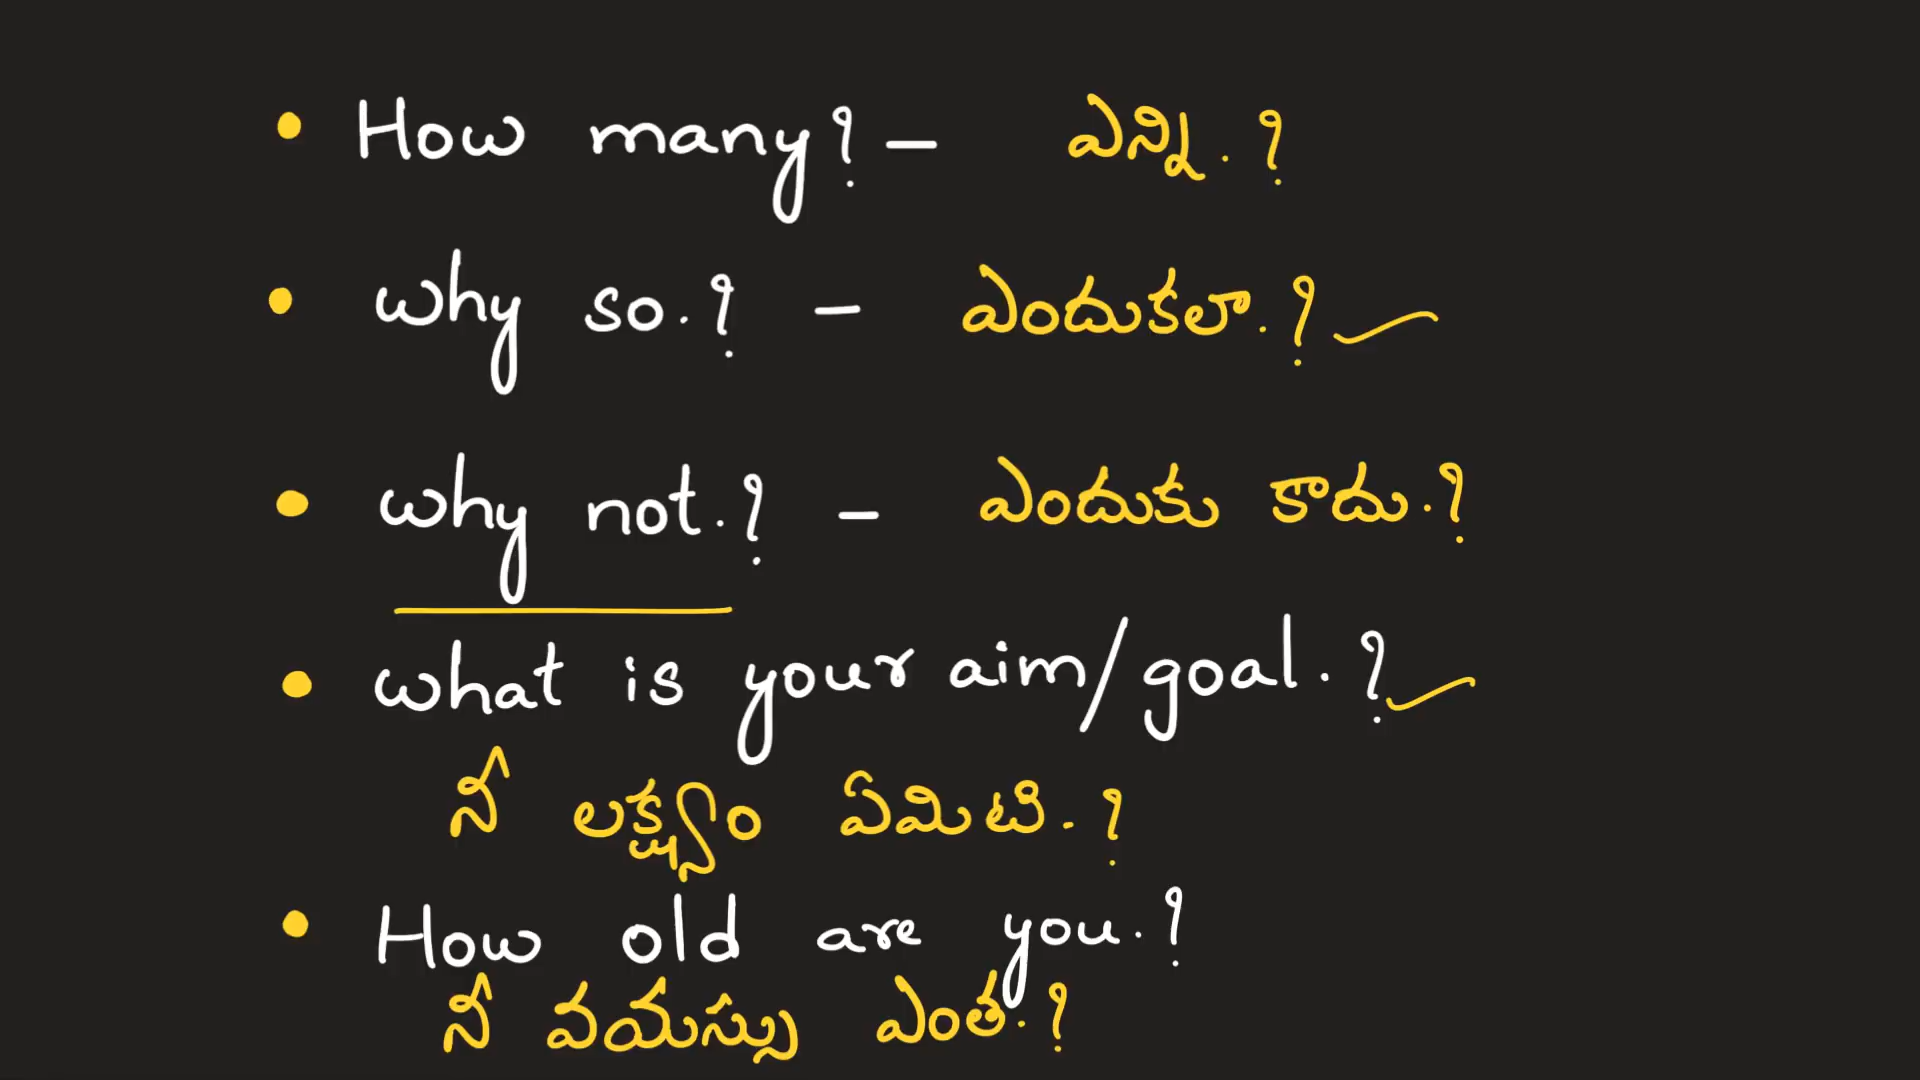 • How many? - ఎన్ని.?
• why so.? - ఎందుకలా.?
• why not.? - ఎందుకు కాదు.?
• what is your aim/goal.?
నీ లక్ష్యం ఏమిటి.?
• How old are you.?
నీ వయస్సు ఎంత.?